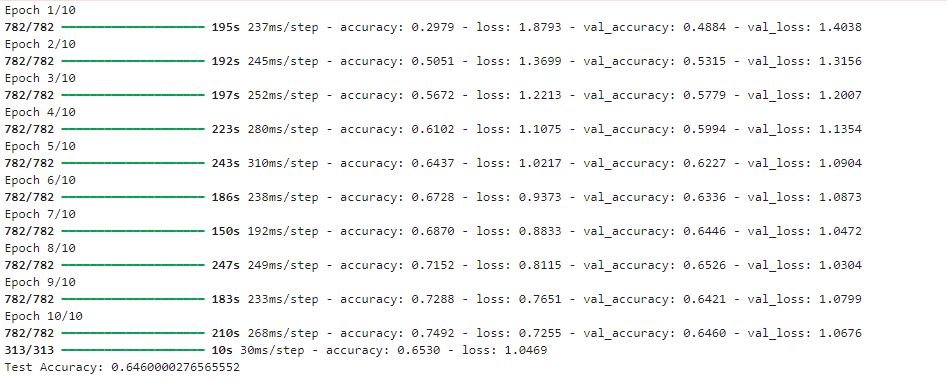 Epoch 1/10
782/782 ━━━━━━━━━━━━━━━━━━━━ 195s 237ms/step - accuracy: 0.2979 - loss: 1.8793 - val_accuracy: 0.4884 - val_loss: 1.4038
Epoch 2/10
782/782 ━━━━━━━━━━━━━━━━━━━━ 192s 245ms/step - accuracy: 0.5051 - loss: 1.3699 - val_accuracy: 0.5315 - val_loss: 1.3156
Epoch 3/10
782/782 ━━━━━━━━━━━━━━━━━━━━ 197s 252ms/step - accuracy: 0.5672 - loss: 1.2213 - val_accuracy: 0.5779 - val_loss: 1.2007
Epoch 4/10
782/782 ━━━━━━━━━━━━━━━━━━━━ 223s 280ms/step - accuracy: 0.6102 - loss: 1.1075 - val_accuracy: 0.5994 - val_loss: 1.1354
Epoch 5/10
782/782 ━━━━━━━━━━━━━━━━━━━━ 243s 310ms/step - accuracy: 0.6437 - loss: 1.0217 - val_accuracy: 0.6227 - val_loss: 1.0904
Epoch 6/10
782/782 ━━━━━━━━━━━━━━━━━━━━ 186s 238ms/step - accuracy: 0.6728 - loss: 0.9373 - val_accuracy: 0.6336 - val_loss: 1.0873
Epoch 7/10
782/782 ━━━━━━━━━━━━━━━━━━━━ 150s 192ms/step - accuracy: 0.6870 - loss: 0.8833 - val_accuracy: 0.6446 - val_loss: 1.0472
Epoch 8/10
782/782 ━━━━━━━━━━━━━━━━━━━━ 247s 249ms/step - accuracy: 0.7152 - loss: 0.8115 - val_accuracy: 0.6526 - val_loss: 1.0304
Epoch 9/10
782/782 ━━━━━━━━━━━━━━━━━━━━ 183s 233ms/step - accuracy: 0.7288 - loss: 0.7651 - val_accuracy: 0.6421 - val_loss: 1.0799
Epoch 10/10
782/782 ━━━━━━━━━━━━━━━━━━━━ 210s 268ms/step - accuracy: 0.7492 - loss: 0.7255 - val_accuracy: 0.6460 - val_loss: 1.0676
313/313 ━━━━━━━━━━━━━━━━━━━━ 10s 30ms/step - accuracy: 0.6530 - loss: 1.0469
Test Accuracy: 0.6460000276565552